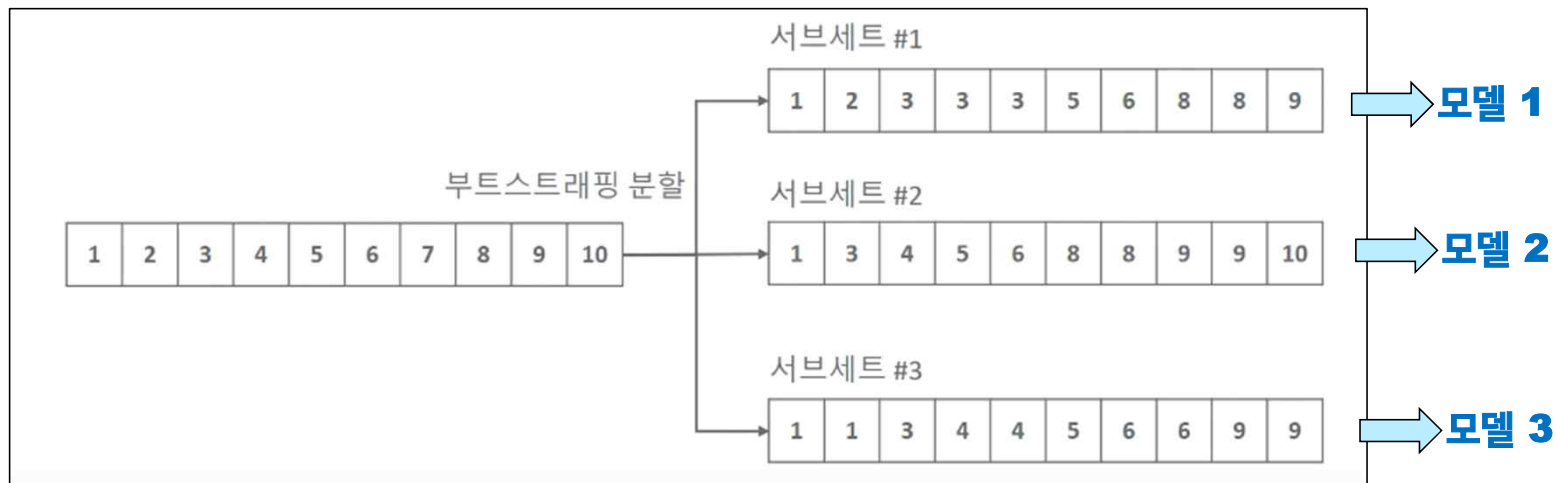 서브세트 #1
1 2 3 3 3 5 6 8 8 9
모델 1
부트스트래핑 분할
1 2 3 4 5 6 7 8 9 10
서브세트 #2
1 3 4 5 6 8 8 9 9 10
모델 2
서브세트 #3
1 1 3 4 4 5 6 6 9 9
모델 3